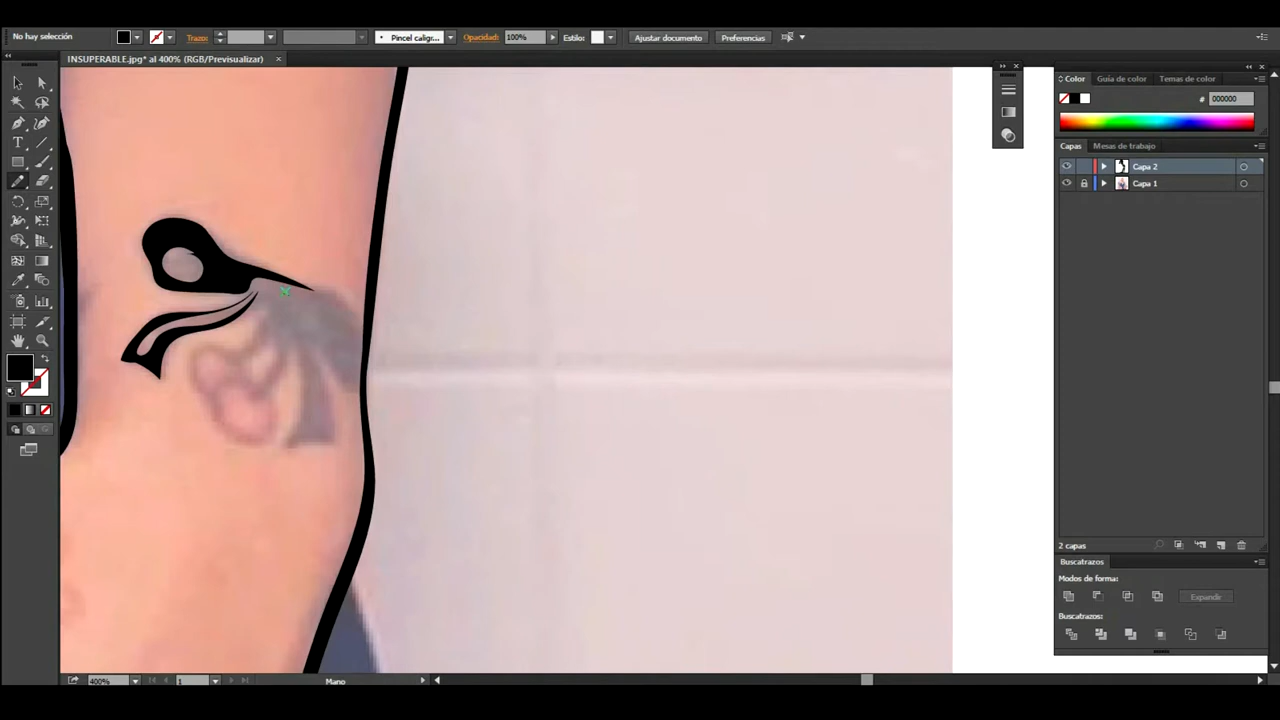 No hay selección
Trazo:
Pincel caligr...
Opacidad:
100%
Estilo:
Ajustar documento
Preferencias
INSUPERABLE.jpg* al 400% (RGB/Previsualizar)
Color
Guía de color
Temas de color
# 000000
Capas
Mesas de trabajo
Capa 2
Capa 1
2 capas
Buscatrazos
Modos de forma:
Expandir
Buscatrazos:
400%
1
Mano